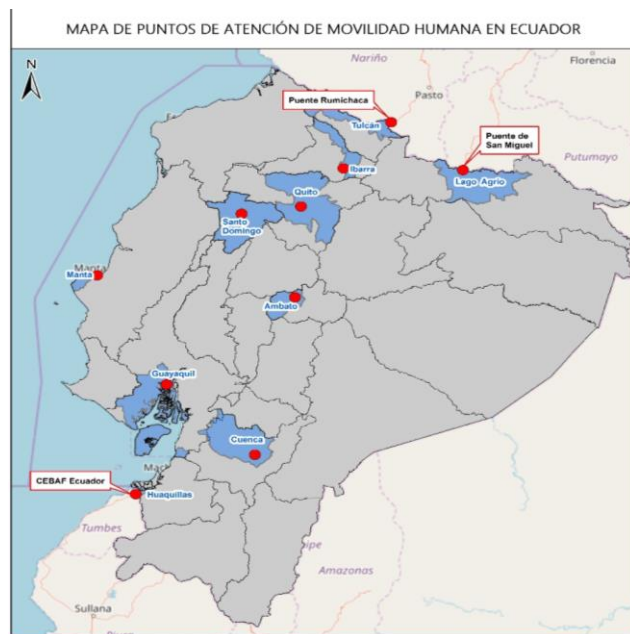 MAPA DE PUNTOS DE ATENCIÓN DE MOVILIDAD HUMANA EN ECUADOR
N
Nariño
Florencia
Puente Rumichaca
Pasto
Tulcán
Puente de
San Miguel
Putumayo
Ibarra
Lago Agrio
Quito
Santo
Domingo
Manta
Manta
Ambato
Guayaquil
Cuenca
CEBAF Ecuador
Huaquillas
Tumbes
Amazonas
Sullana